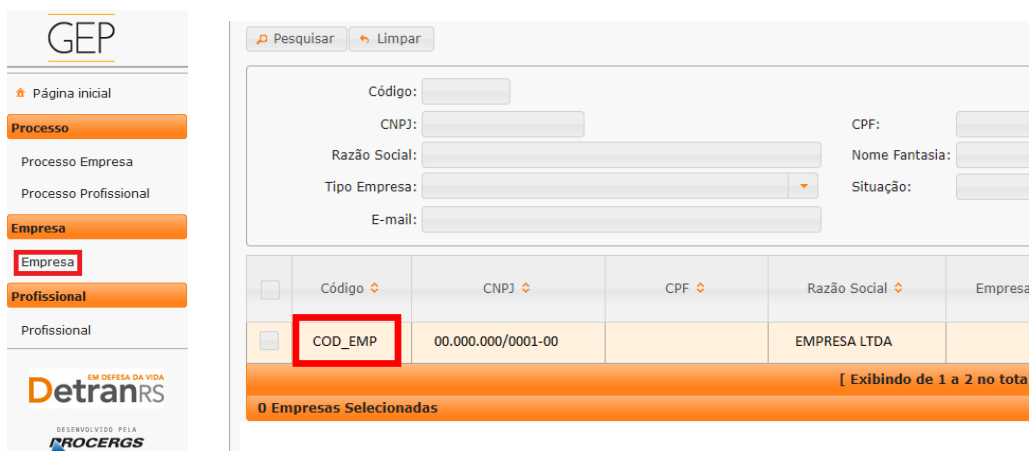 GEP
Página inicial
Processo
Processo Empresa
Processo Profissional
Empresa
Empresa
Profissional
Profissional
EM DEFESA DA VIDA
DetranRS
DESENVOLVIDO PELA
PROCERGS
Pesquisar Limpar
Código:
CNPJ: CPF:
Razão Social: Nome Fantasia:
Tipo Empresa: Situação:
E-mail:
Código CNPJ CPF Razão Social Empresa
COD_EMP 00.000.000/0001-00 EMPRESA LTDA
[ Exibindo de 1 a 2 no tota
0 Empresas Selecionadas